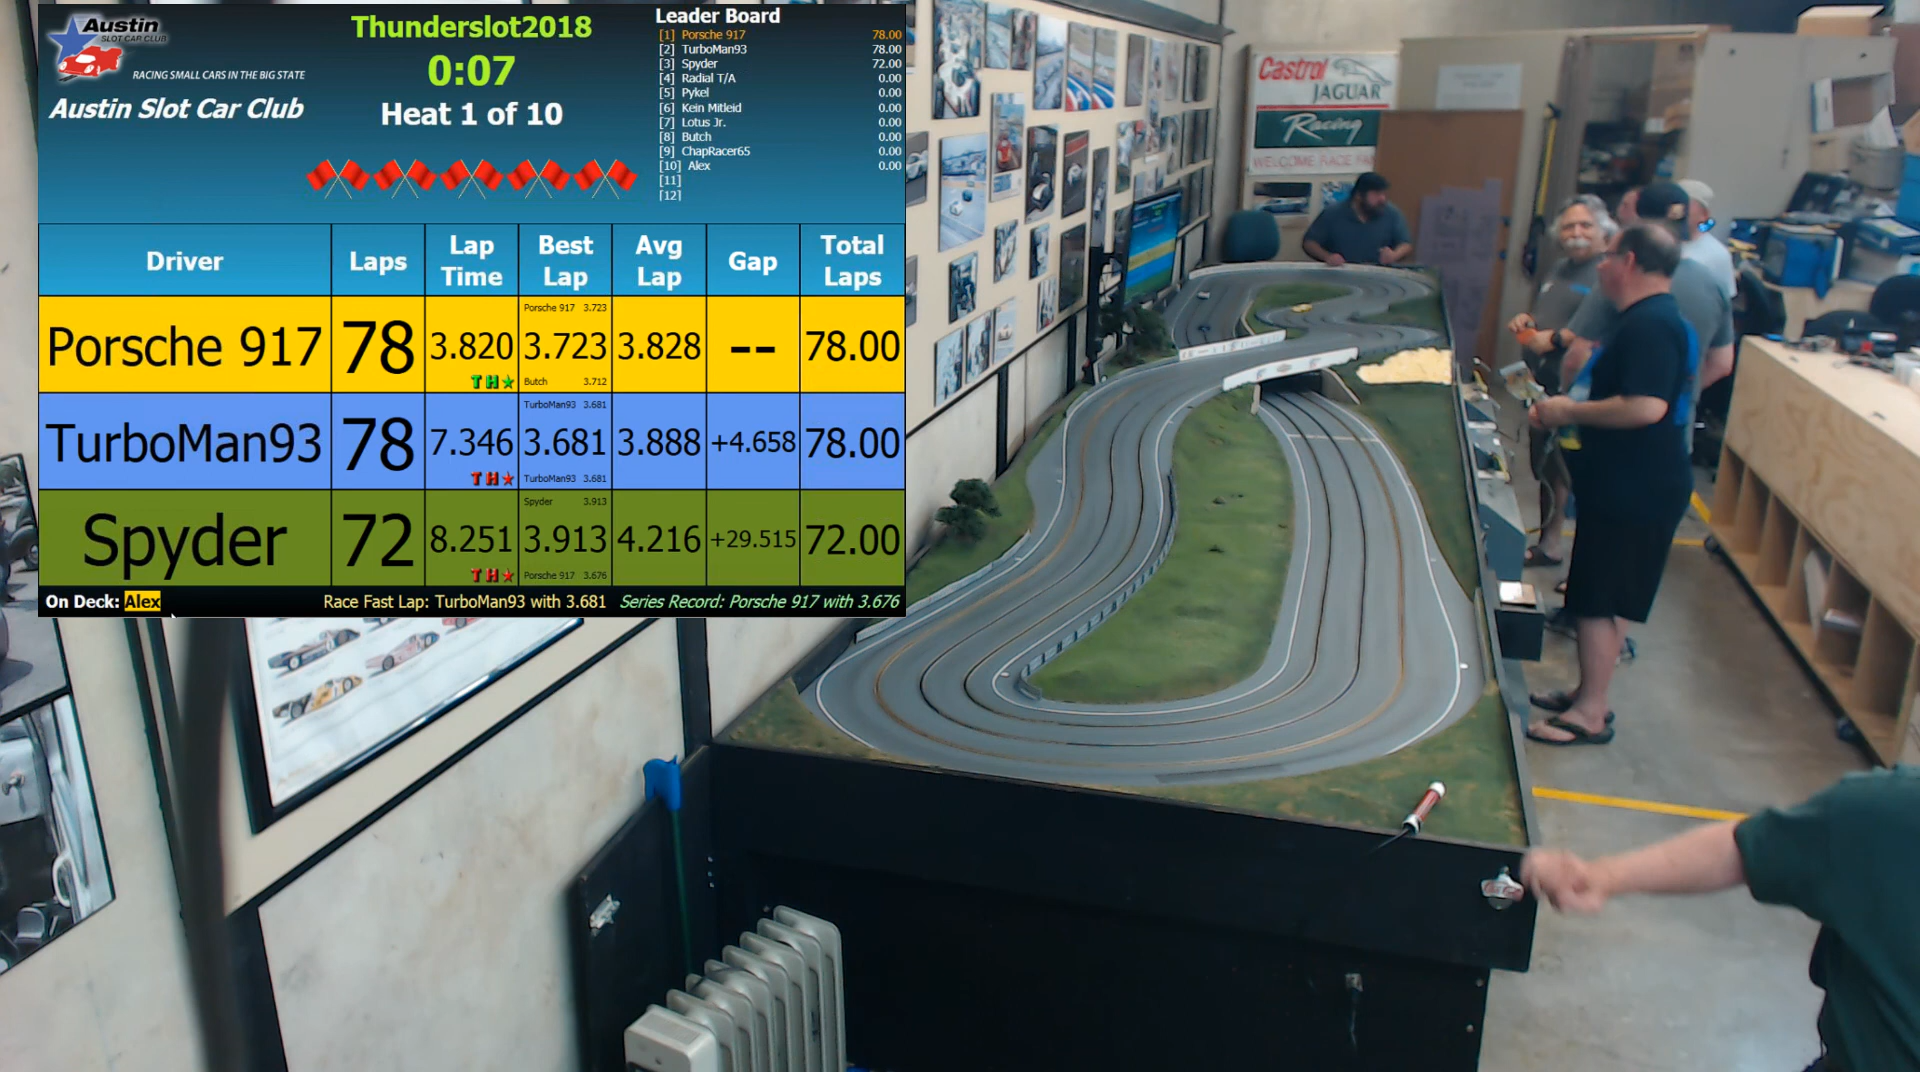 Austin
SLOT CAR CLUB
RACING SMALL CARS IN THE BIG STATE
Austin Slot Car Club
Thunderslot2018
0:07
Heat 1 of 10
Leader Board
[1] Porsche 917 78.00
[2] TurboMan93 78.00
[3] Spyder 72.00
[4] Radial T/A 0.00
[5] Pykel 0.00
[6] Kein Mitleid 0.00
[7] Lotus Jr. 0.00
[8] Butch 0.00
[9] ChapRacer65 0.00
[10] Alex 0.00
[11]
[12]
Driver Laps Lap Time Best Lap Avg Lap Gap Total Laps
Porsche 917 3.723
Porsche 917 78 3.820 3.723 3.828 -- 78.00
T H ★ Butch 3.712
TurboMan93 3.681
TurboMan93 78 7.346 3.681 3.888 +4.658 78.00
T H ★ TurboMan93 3.681
Spyder 3.913
Spyder 72 8.251 3.913 4.216 +29.515 72.00
T H ★ Porsche 917 3.676
On Deck: Alex Race Fast Lap: TurboMan93 with 3.681 Series Record: Porsche 917 with 3.676
Castrol
JAGUAR
Racing
WELCOME RACE FAN